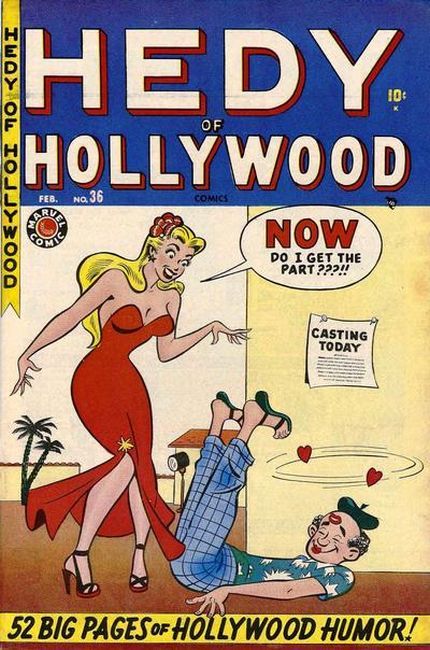 HEDY OF HOLLYWOOD
HEDY
10¢
K
OF
HOLLYWOOD
FEB. NO. 36
COMICS
MARVEL
COMIC
NOW
DO I GET THE
PART???!!
CASTING
TODAY
52 BIG PAGES OF HOLLYWOOD HUMOR!